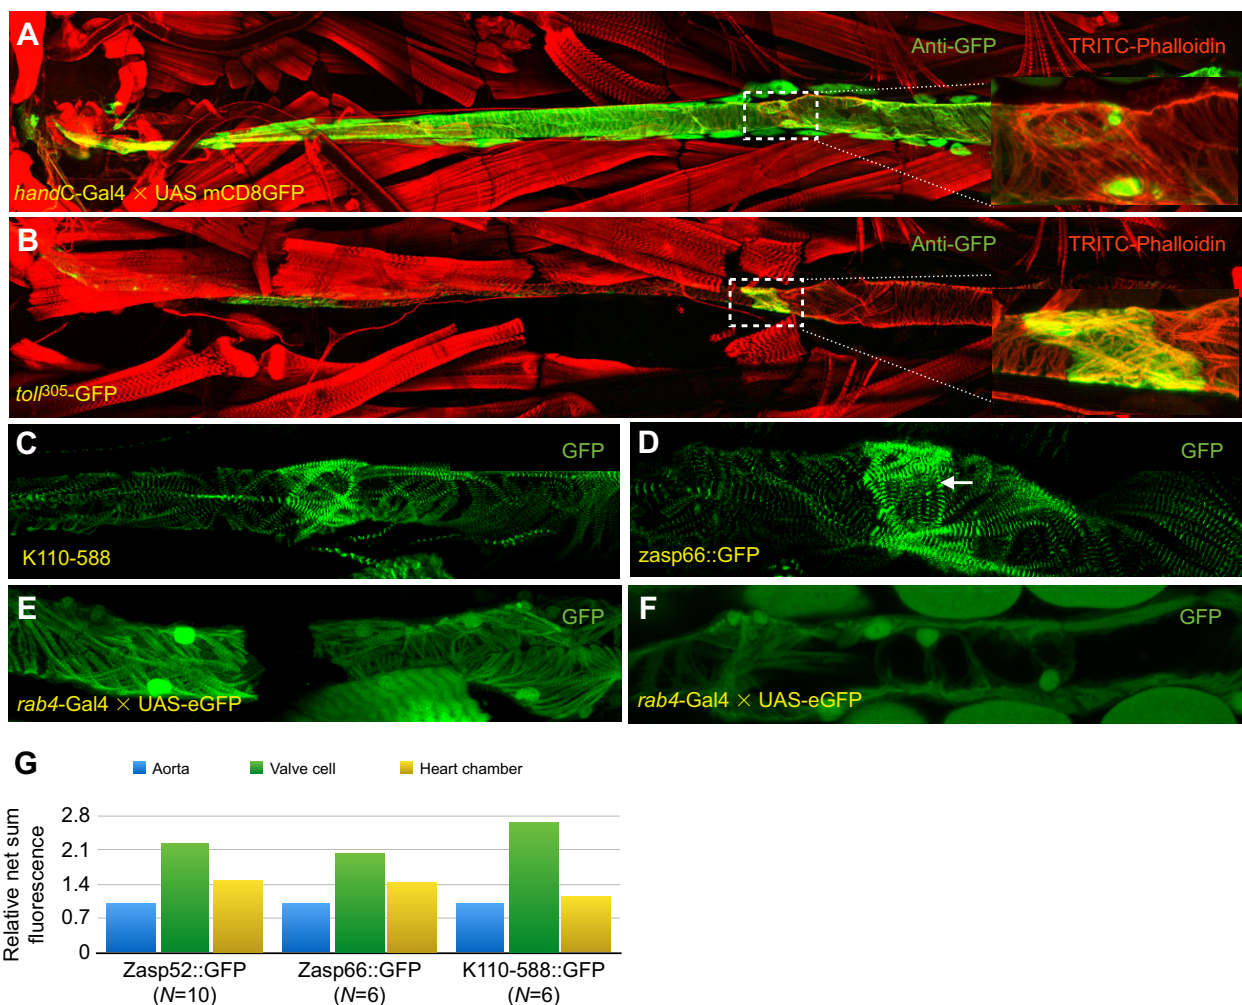 A
Anti-GFP
TRITC-Phalloidin
handC-Gal4 × UAS mCD8GFP
B
Anti-GFP
TRITC-Phalloidin
toll305-GFP
C
GFP
K110-588
D
GFP
zasp66::GFP
E
GFP
rab4-Gal4 × UAS-eGFP
F
GFP
rab4-Gal4 × UAS-eGFP
G
Aorta
Valve cell
Heart chamber
Relative net sum
fluorescence
2.8
2.1
1.4
0.7
0
Zasp52::GFP
Zasp66::GFP
K110-588::GFP
(N=10)
(N=6)
(N=6)